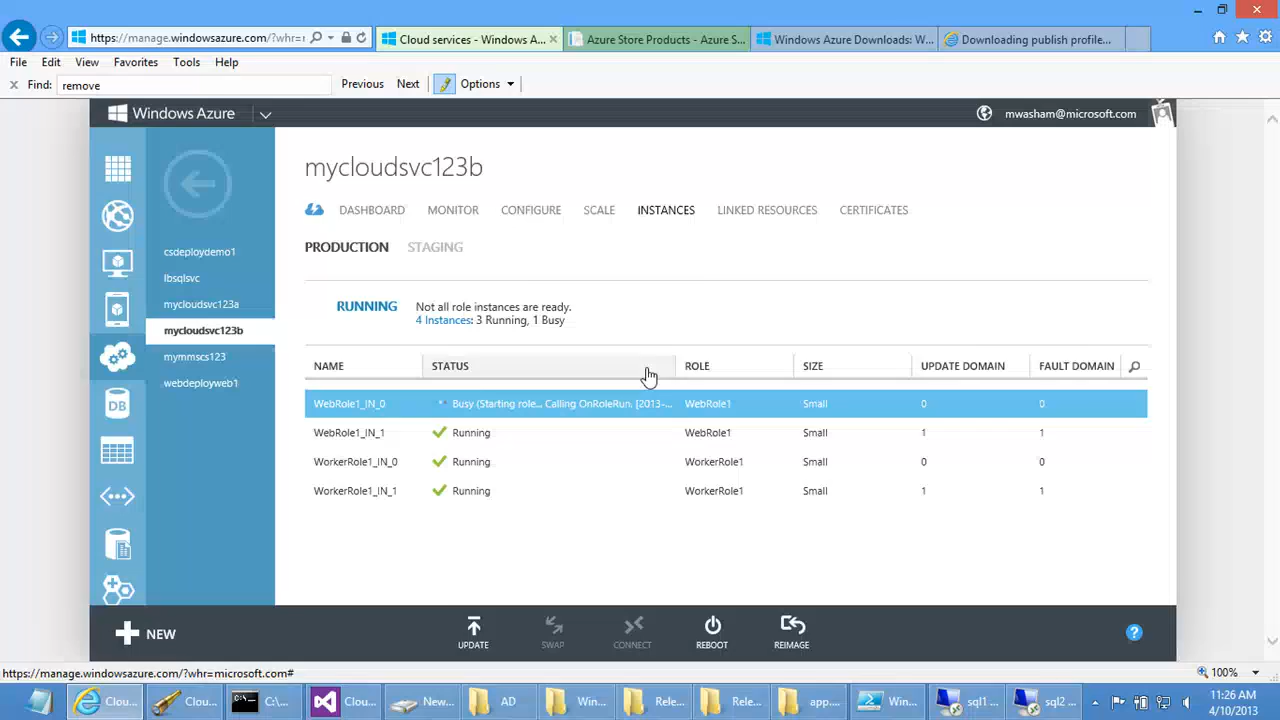 https://manage.windowsazure.com/?whr=r
Cloud services - Windows A...
Azure Store Products - Azure S...
Windows Azure Downloads: W...
Downloading publish profile...
File Edit View Favorites Tools Help
Find: remove Previous Next Options
Windows Azure mwasham@microsoft.com
mycloudsvc123b
DASHBOARD MONITOR CONFIGURE SCALE INSTANCES LINKED RESOURCES CERTIFICATES
PRODUCTION STAGING
csdeploydemo1
lbsqlsvc
mycloudsvc123a
mycloudsvc123b
mymmscs123
webdeployweb1
RUNNING Not all role instances are ready.
4 Instances: 3 Running, 1 Busy
NAME STATUS ROLE SIZE UPDATE DOMAIN FAULT DOMAIN
WebRole1_IN_0 Busy (Starting role... Calling OnRoleRun. [2013-... WebRole1 Small 0 0
WebRole1_IN_1 Running WebRole1 Small 1 1
WorkerRole1_IN_0 Running WorkerRole1 Small 0 0
WorkerRole1_IN_1 Running WorkerRole1 Small 1 1
DB
NEW UPDATE SWAP CONNECT REBOOT REIMAGE ?
https://manage.windowsazure.com/?whr=microsoft.com# 100%
Clou... Clou... C:\... Clou... New... AD Win... Rele... Rele... app.... Win... sql1 ... sql2 ... 11:26 AM
4/10/2013